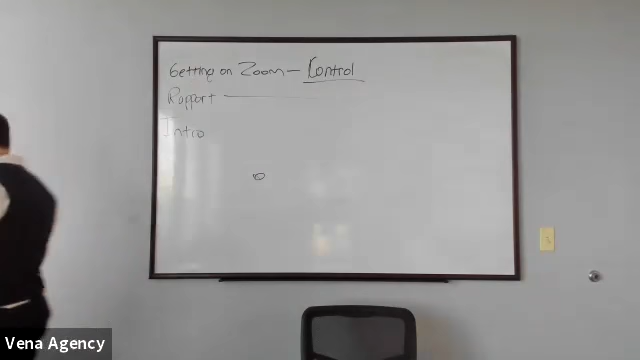 Getting on Zoom — Control
Rapport —
Intro
Vena Agency